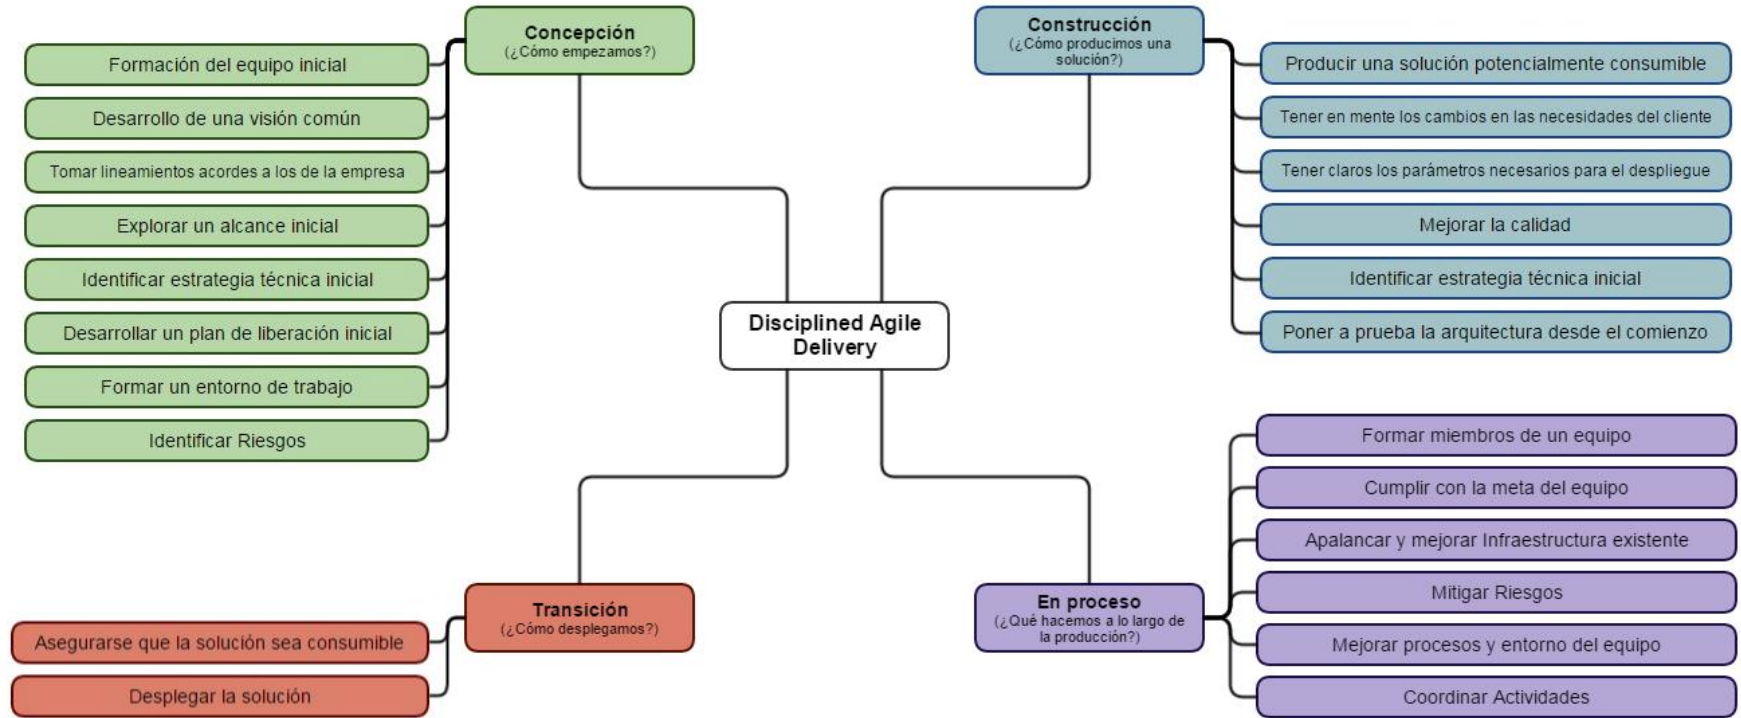 Concepción
(¿Cómo empezamos?)
Formación del equipo inicial
Desarrollo de una visión común
Tomar lineamientos acordes a los de la empresa
Explorar un alcance inicial
Identificar estrategia técnica inicial
Desarrollar un plan de liberación inicial
Formar un entorno de trabajo
Identificar Riesgos
Construcción
(¿Cómo producimos una
solución?)
Producir una solución potencialmente consumible
Tener en mente los cambios en las necesidades del cliente
Tener claros los parámetros necesarios para el despliegue
Mejorar la calidad
Identificar estrategia técnica inicial
Poner a prueba la arquitectura desde el comienzo
Disciplined Agile
Delivery
Transición
(¿Cómo desplegamos?)
Asegurarse que la solución sea consumible
Desplegar la solución
En proceso
(¿Qué hacemos a lo largo de
la producción?)
Formar miembros de un equipo
Cumplir con la meta del equipo
Apalancar y mejorar Infraestructura existente
Mitigar Riesgos
Mejorar procesos y entorno del equipo
Coordinar Actividades